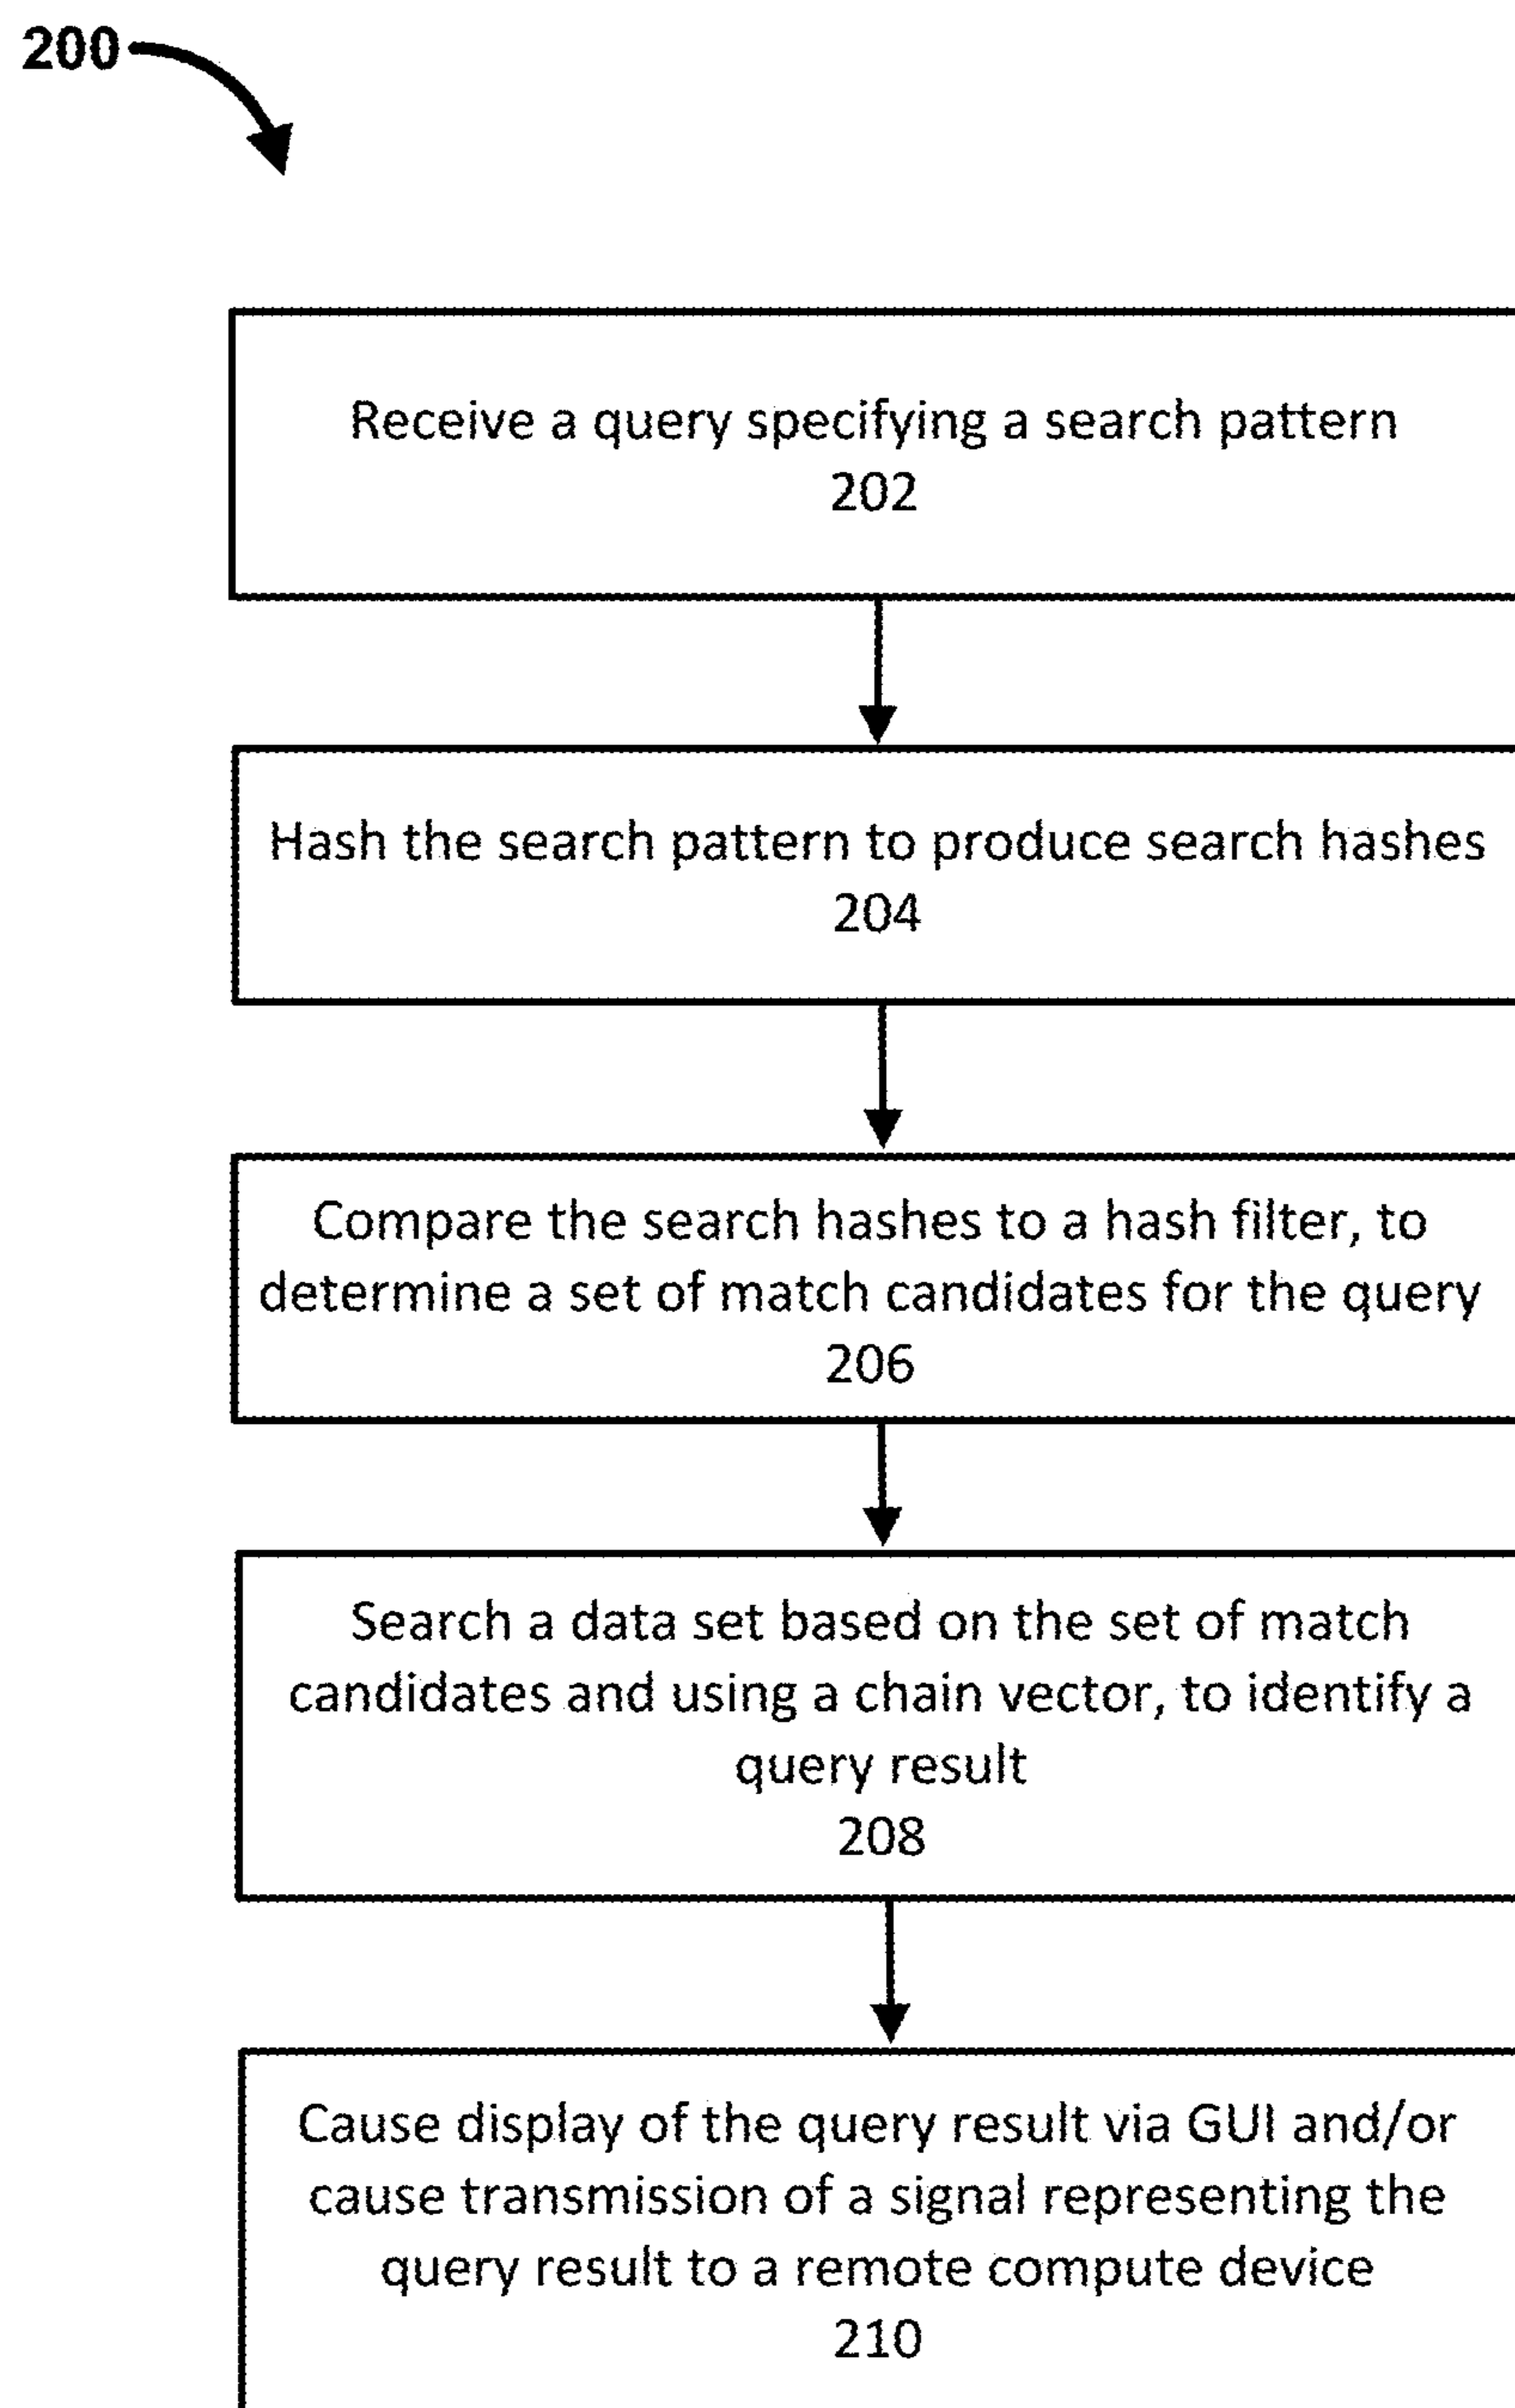 200
Receive a query specifying a search pattern
202
Hash the search pattern to produce search hashes
204
Compare the search hashes to a hash filter, to
determine a set of match candidates for the query
206
Search a data set based on the set of match
candidates and using a chain vector, to identify a
query result
208
Cause display of the query result via GUI and/or
cause transmission of a signal representing the
query result to a remote compute device
210